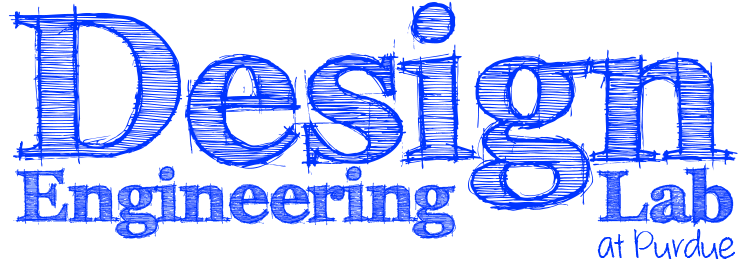 Design
Engineering Lab
at Purdue